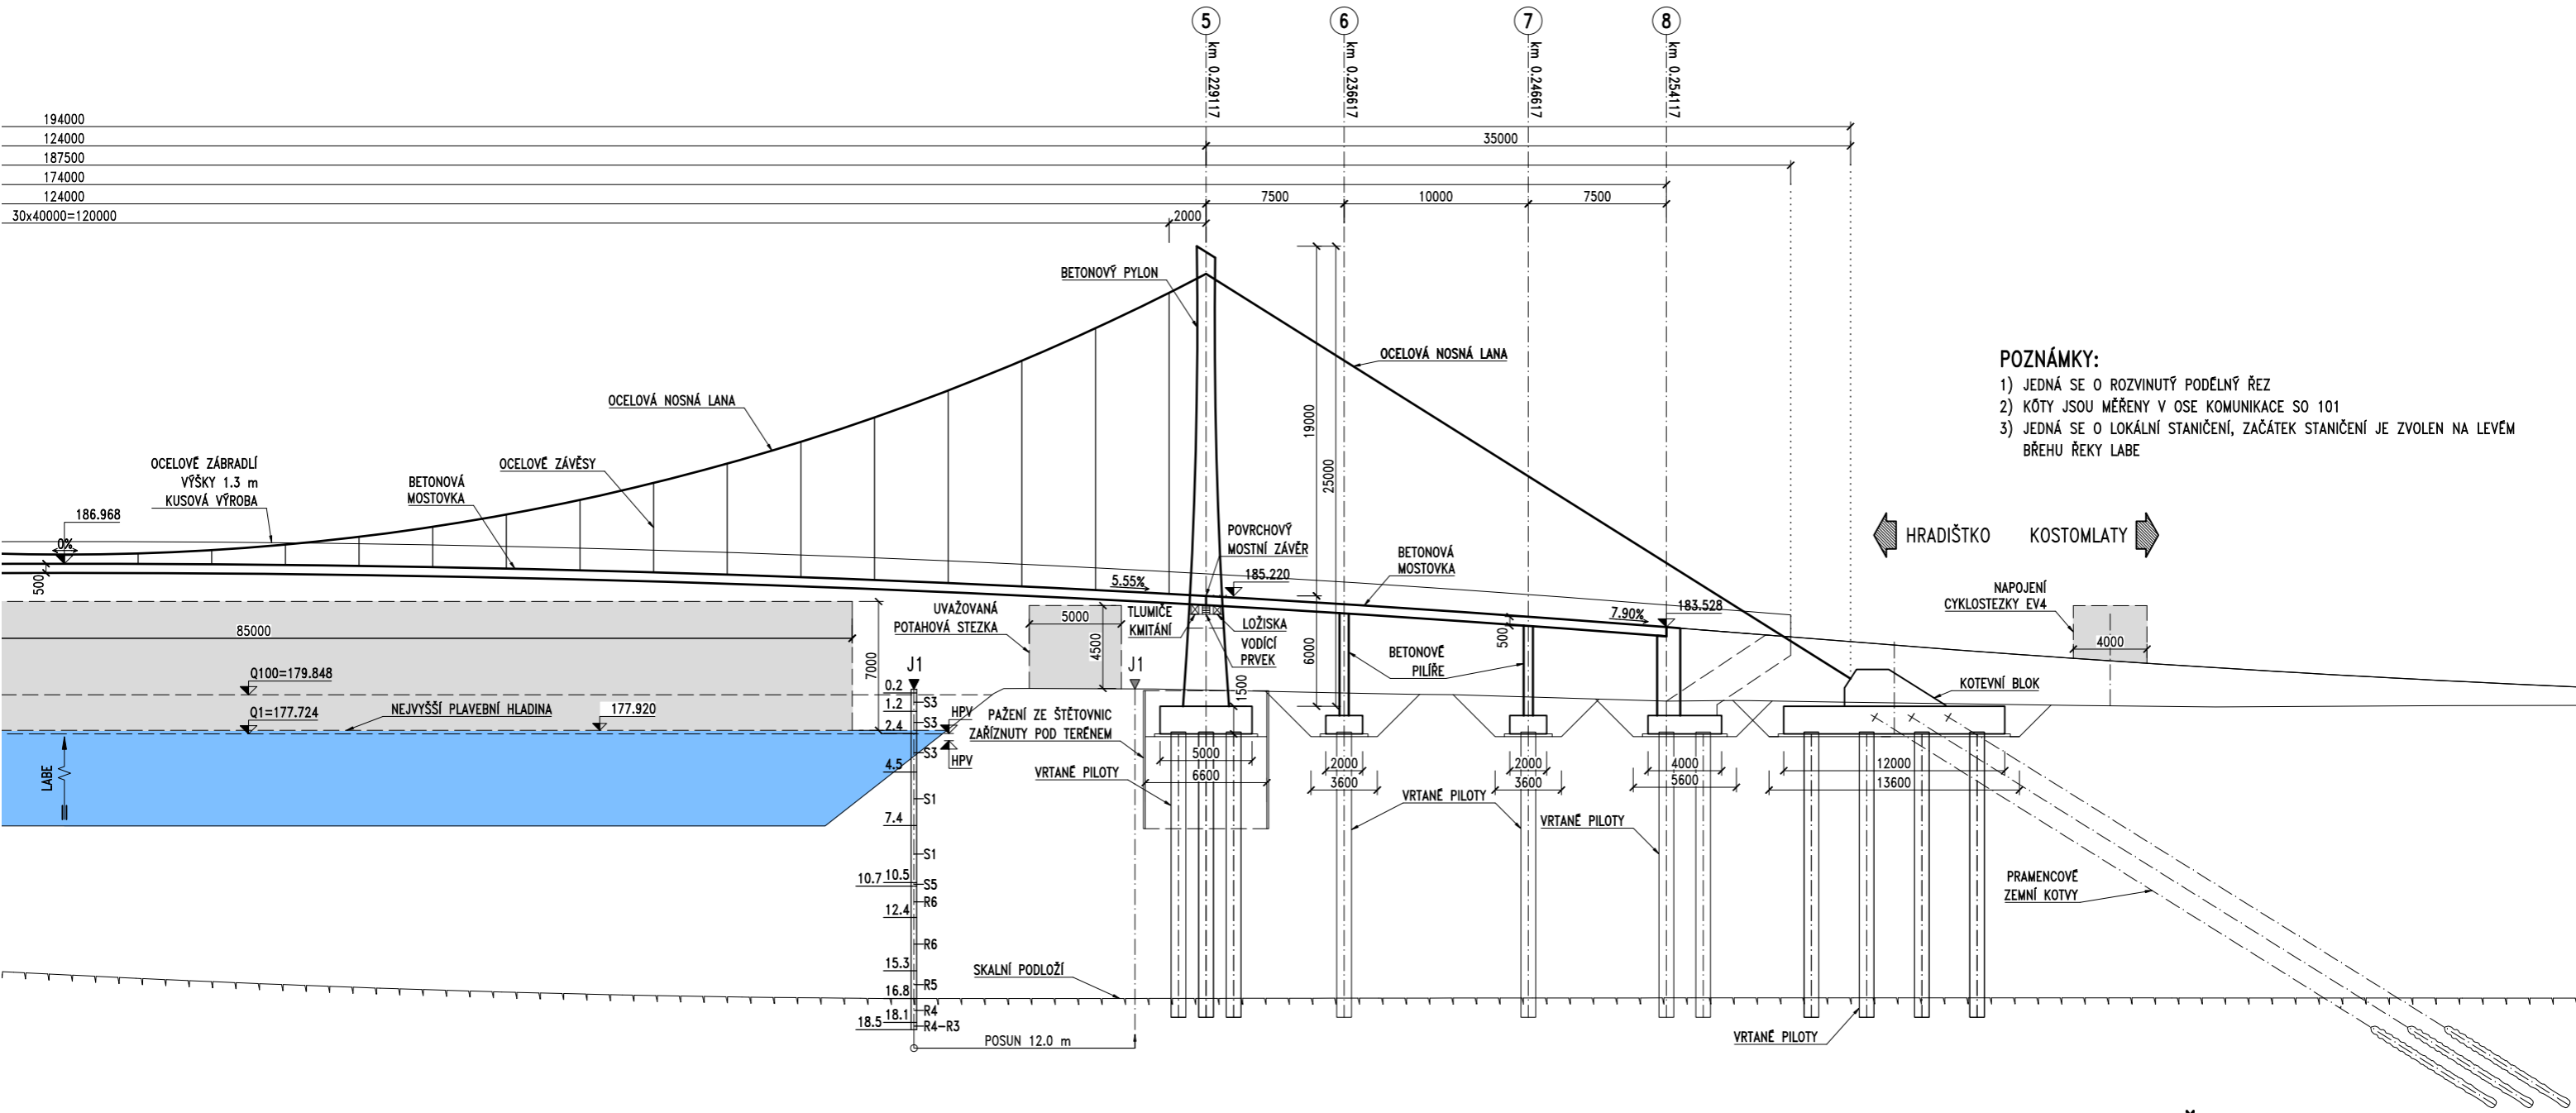 5
6
7
8
km 0.229117
km 0.236617
km 0.246617
km 0.254117
194000
124000
35000
187500
174000
124000
7500
10000
7500
30x40000=120000
2000
BETONOVÝ PYLON
OCELOVÁ NOSNÁ LANA
19000
25000
POZNÁMKY:
1) JEDNÁ SE O ROZVINUTÝ PODÉLNÝ ŘEZ
2) KÓTY JSOU MĚŘENY V OSE KOMUNIKACE SO 101
3) JEDNÁ SE O LOKÁLNÍ STANIČENÍ, ZAČÁTEK STANIČENÍ JE ZVOLEN NA LEVÉM
BŘEHU ŘEKY LABE
OCELOVÁ NOSNÁ LANA
OCELOVÉ ZÁBRADLÍ
VÝŠKY 1.3 m
KUSOVÁ VÝROBA
BETONOVÁ
MOSTOVKA
OCELOVÉ ZÁVĚSY
186.968
0%
500
POVRCHOVÝ
MOSTNÍ ZÁVĚR
BETONOVÁ
MOSTOVKA
HRADIŠTKO
KOSTOMLATY
5.55%
185.220
NAPOJENÍ
CYKLOSTEZKY EV4
4000
UVAŽOVANÁ
POTAHOVÁ STEZKA
5000
4500
TLUMIČE
KMITÁNÍ
LOŽISKA
VODÍCÍ
PRVEK
6000
1500
500
7.90%
183.528
BETONOVÉ
PILÍŘE
KOTEVNÍ BLOK
85000
7000
Q100=179.848
Q1=177.724
NEJVYŠŠÍ PLAVEBNÍ HLADINA
177.920
LABE
J1
J1
0.2
1.2
2.4
4.5
7.4
10.7
10.5
12.4
15.3
16.8
18.5
18.1
S3
S3
S3
S1
S1
S5
R6
R6
R5
R4
R4-R3
HPV
HPV
PAŽENÍ ZE ŠTĚTOVNIC
ZAŘÍZNUTY POD TERÉNEM
VRTANÉ PILOTY
5000
6600
2000
3600
2000
3600
4000
5600
12000
13600
VRTANÉ PILOTY
VRTANÉ PILOTY
PRAMENCOVÉ
ZEMNÍ KOTVY
SKALNÍ PODLOŽÍ
POSUN 12.0 m
VRTANÉ PILOTY